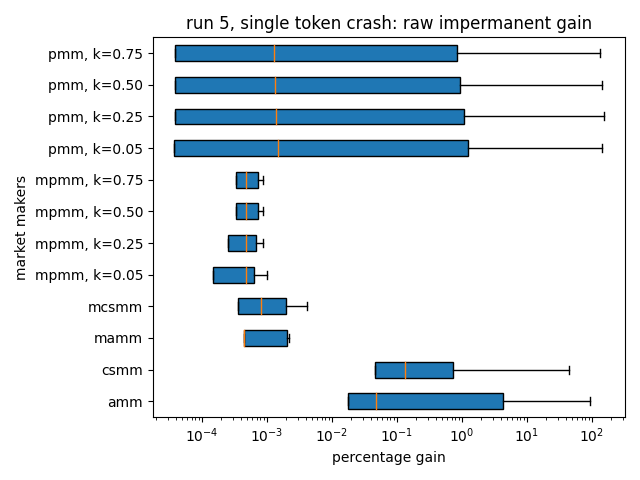 run 5, single token crash: raw impermanent gain
pmm, k=0.75
pmm, k=0.50
pmm, k=0.25
pmm, k=0.05
mpmm, k=0.75
mpmm, k=0.50
mpmm, k=0.25
mpmm, k=0.05
mcsmm
mamm
csmm
amm
market makers
10⁻⁴ 10⁻³ 10⁻² 10⁻¹ 10⁰ 10¹ 10²
percentage gain